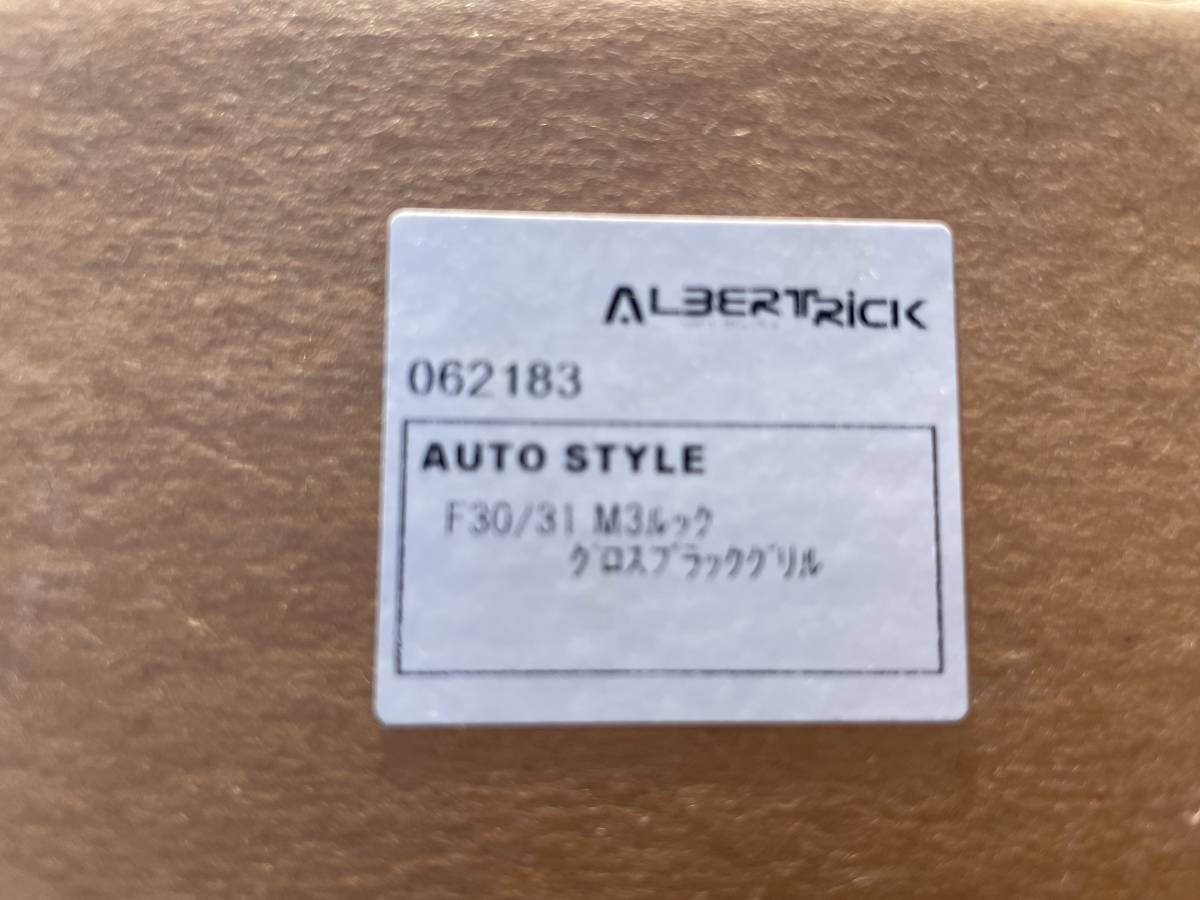 ALBERTRiCK
062183
AUTO STYLE
F30/31 M3ﾙｯｸ
ｸﾞﾛｽﾌﾞﾗｯｸｸﾞﾘﾙ